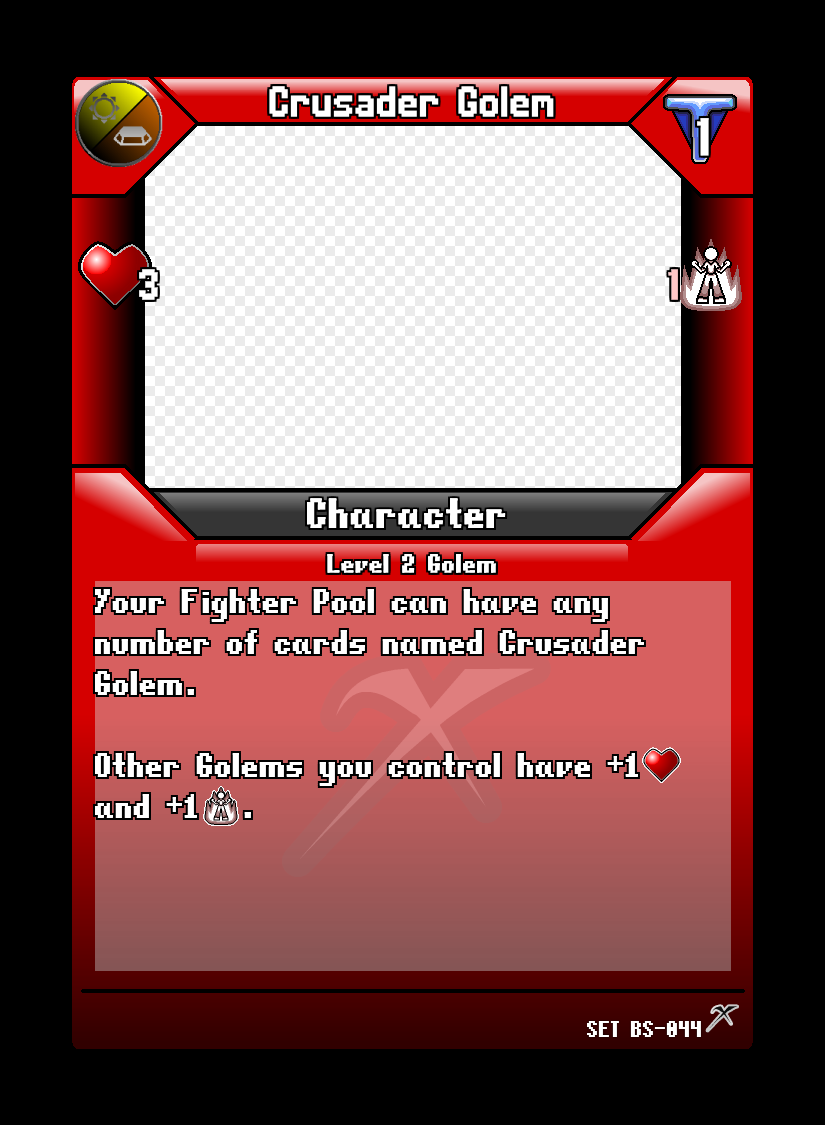 Crusader Golem
1
3
1
Character
Level 2 Golem
Your Fighter Pool can have any
number of cards named Crusader
Golem.
Other Golems you control have +1
and +1.
SET BS-044